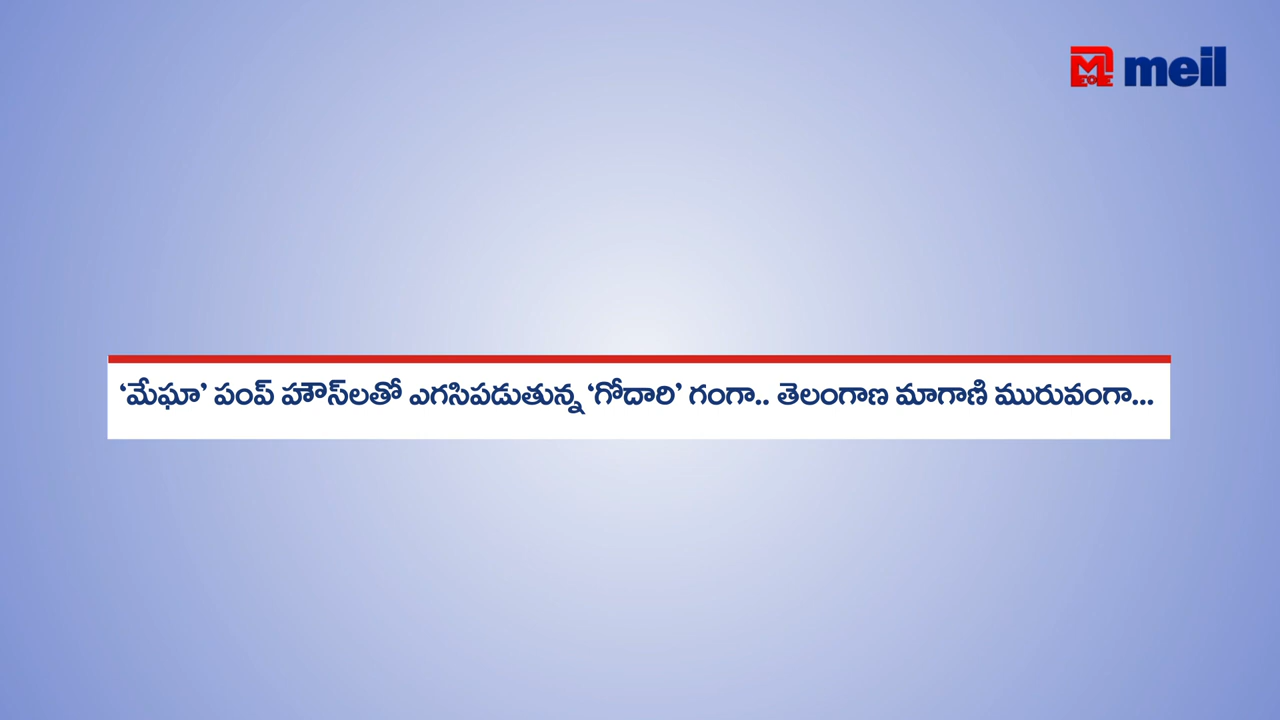 meil
‘మేఘా’ పంప్ హౌస్‌లతో ఎగసిపడుతున్న ‘గోదారి’ గంగా.. తెలంగాణ మాగాణి మురువంగా...